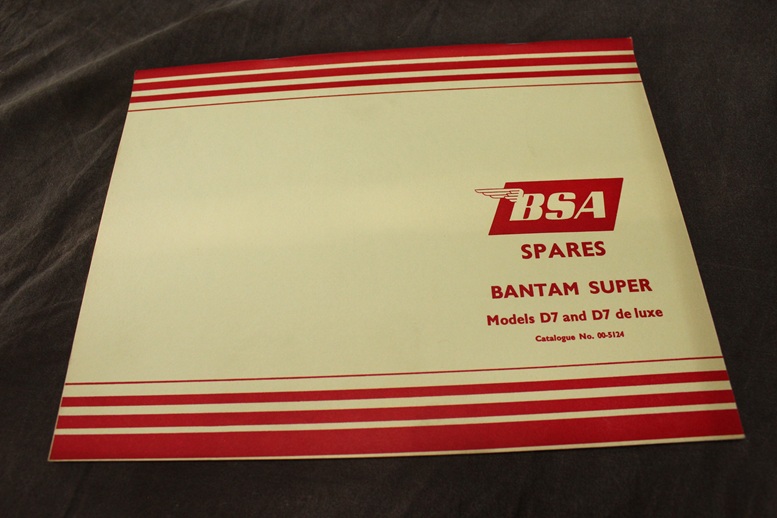 BSA
SPARES
BANTAM SUPER
Models D7 and D7 de luxe
Catalogue No. 00-5124